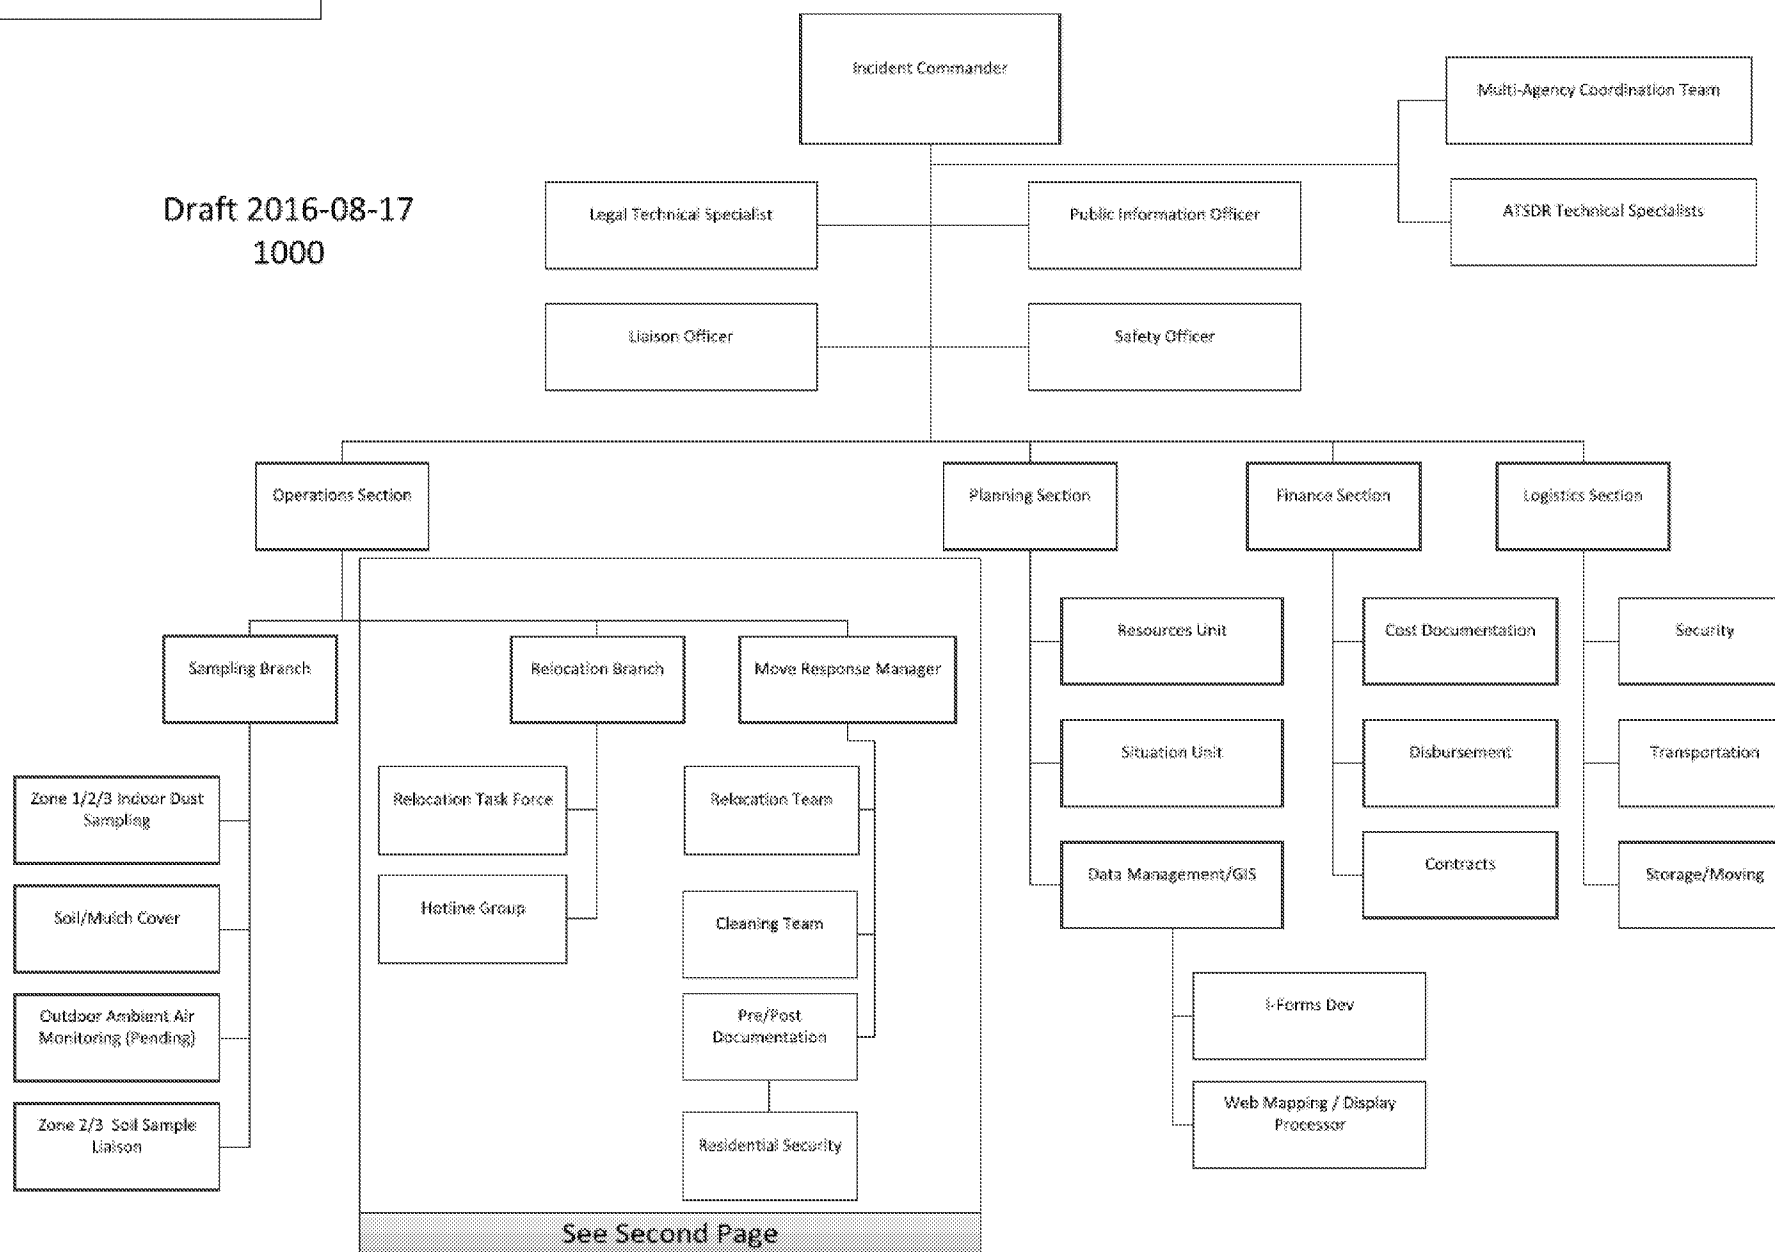 Incident Commander
Multi-Agency Coordination Team
Draft 2016-08-17
1000
Legal Technical Specialist
Public Information Officer
ATSDR Technical Specialists
Liaison Officer
Safety Officer
Operations Section
Planning Section
Finance Section
Logistics Section
Sampling Branch
Relocation Branch
Move Response Manager
Resources Unit
Cost Documentation
Security
Situation Unit
Disbursement
Transportation
Zone 1/2/3 Indoor Dust
Sampling
Relocation Task Force
Relocation Team
Data Management/GIS
Contracts
Storage/Moving
Soil/Mulch Cover
Hotline Group
Cleaning Team
Outdoor Ambient Air
Monitoring (Pending)
Pre/Post
Documentation
I-Forms Dev
Zone 2/3 Soil Sample
Liaison
Residential Security
Web Mapping / Display
Processor
See Second Page